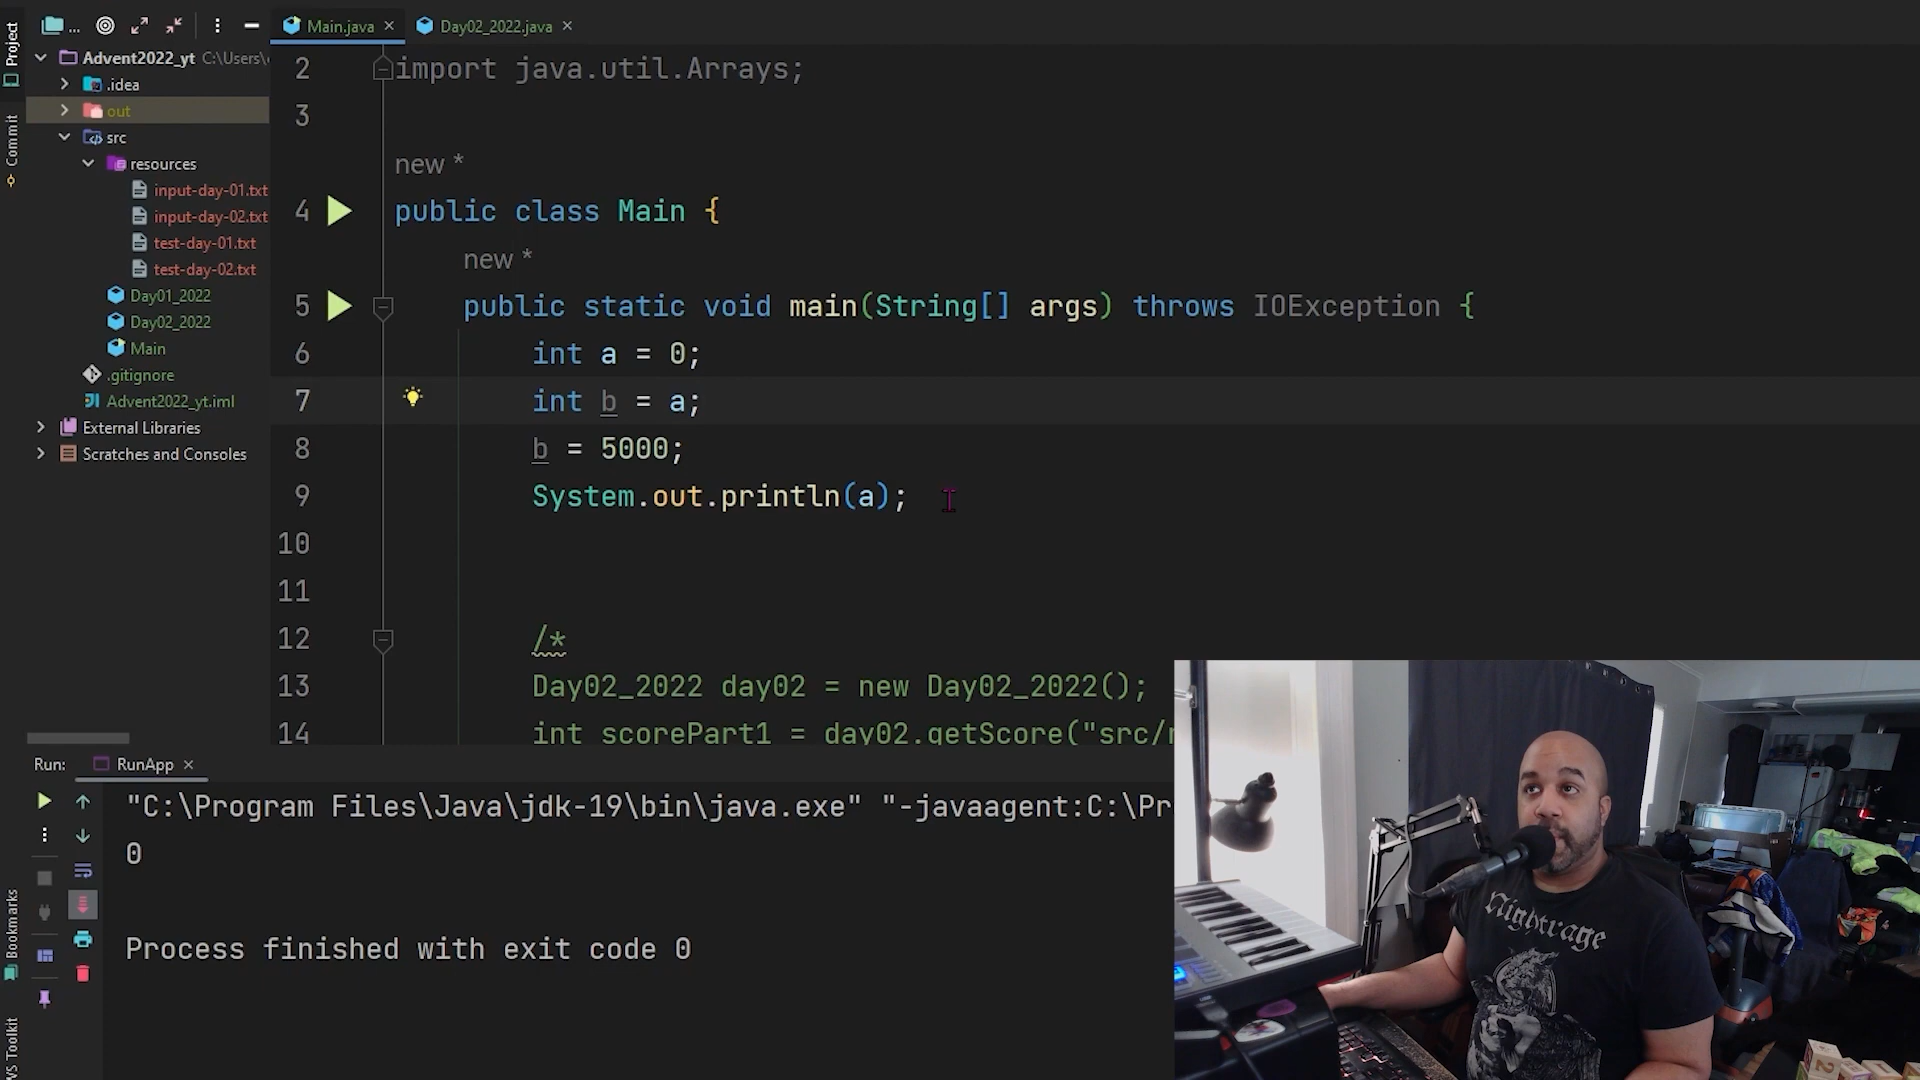 Project
Commit
Bookmarks
...
Main.java
Day02_2022.java
Advent2022_yt C:\Users\
.idea
out
src
resources
input-day-01.txt
input-day-02.txt
test-day-01.txt
test-day-02.txt
Day01_2022
Day02_2022
Main
.gitignore
Advent2022_yt.iml
External Libraries
Scratches and Consoles
2 import java.util.Arrays;
3
new *
4 public class Main {
new *
5 public static void main(String[] args) throws IOException {
6 int a = 0;
7 int b = a;
8 b = 5000;
9 System.out.println(a);
10
11
12 /*
13 Day02_2022 day02 = new Day02_2022();
14 int scorePart1 = day02.getScore("src/r
Run: RunApp
"C:\Program Files\Java\jdk-19\bin\java.exe" "-javaagent:C:\Pr
0
Process finished with exit code 0
Toolkit
Nightrage
2